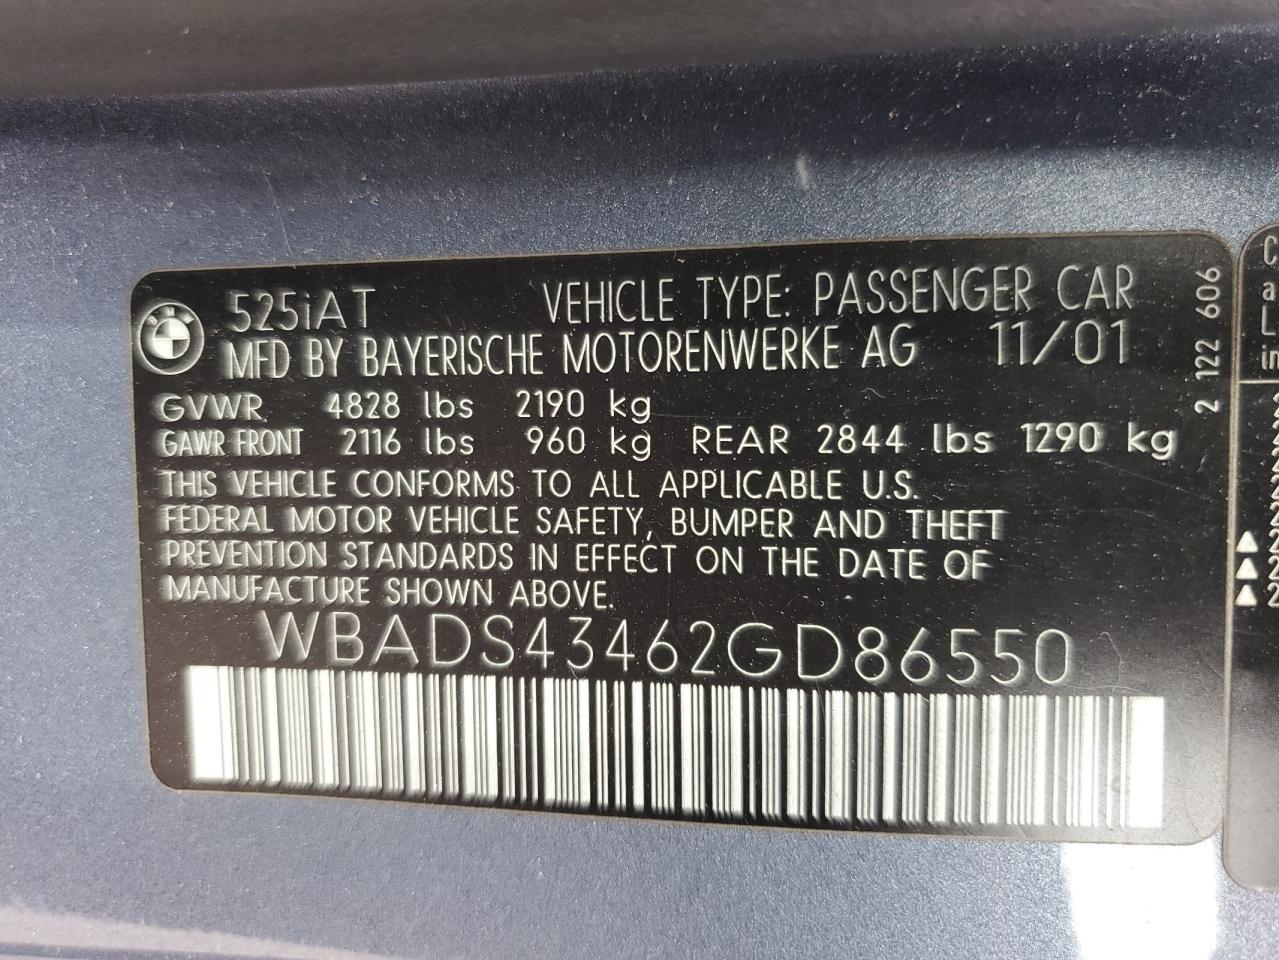 525iAT VEHICLE TYPE: PASSENGER CAR
MFD BY BAYERISCHE MOTORENWERKE AG 11/01
GVWR 4828 lbs 2190 kg
GAWR FRONT 2116 lbs 960 kg REAR 2844 lbs 1290 kg
THIS VEHICLE CONFORMS TO ALL APPLICABLE U.S.
FEDERAL MOTOR VEHICLE SAFETY, BUMPER AND THEFT
PREVENTION STANDARDS IN EFFECT ON THE DATE OF
MANUFACTURE SHOWN ABOVE.
WBADS43462GD86550
2 122 606